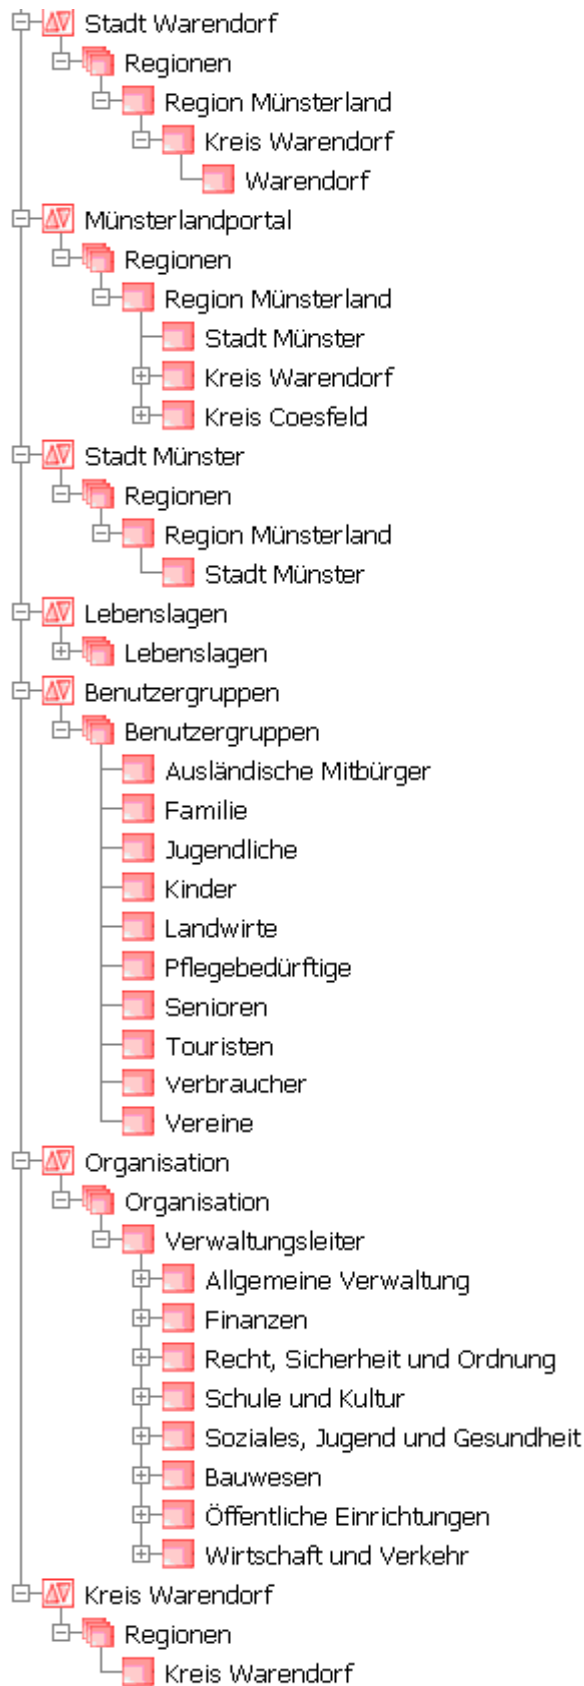 Stadt Warendorf
Regionen
Region Münsterland
Kreis Warendorf
Warendorf
Münsterlandportal
Regionen
Region Münsterland
Stadt Münster
Kreis Warendorf
Kreis Coesfeld
Stadt Münster
Regionen
Region Münsterland
Stadt Münster
Lebenslagen
Lebenslagen
Benutzergruppen
Benutzergruppen
Ausländische Mitbürger
Familie
Jugendliche
Kinder
Landwirte
Pflegebedürftige
Senioren
Touristen
Verbraucher
Vereine
Organisation
Organisation
Verwaltungsleiter
Allgemeine Verwaltung
Finanzen
Recht, Sicherheit und Ordnung
Schule und Kultur
Soziales, Jugend und Gesundheit
Bauwesen
Öffentliche Einrichtungen
Wirtschaft und Verkehr
Kreis Warendorf
Regionen
Kreis Warendorf